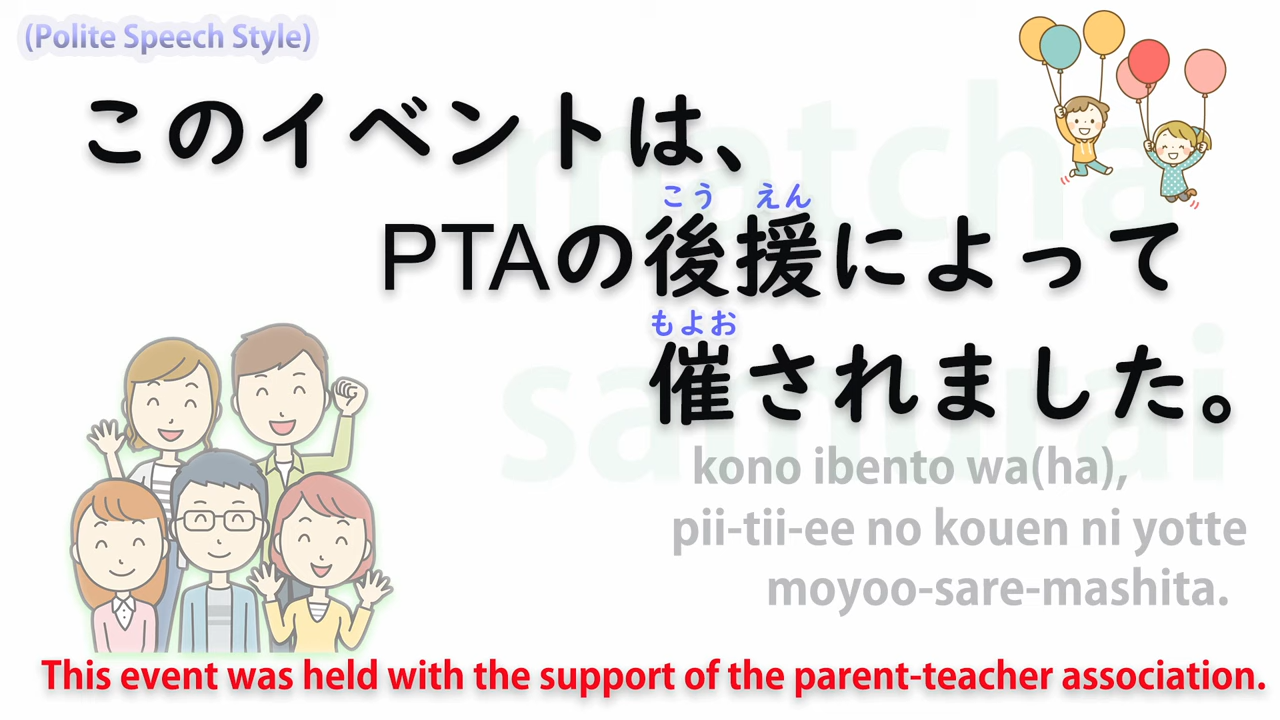 (Polite Speech Style)
このイベントは、
こう えん
PTAの後援によって
もよお
催されました。
matcha
samurai
kono ibento wa(ha),
pii-tii-ee no kouen ni yotte
moyoo-sare-mashita.
This event was held with the support of the parent-teacher association.